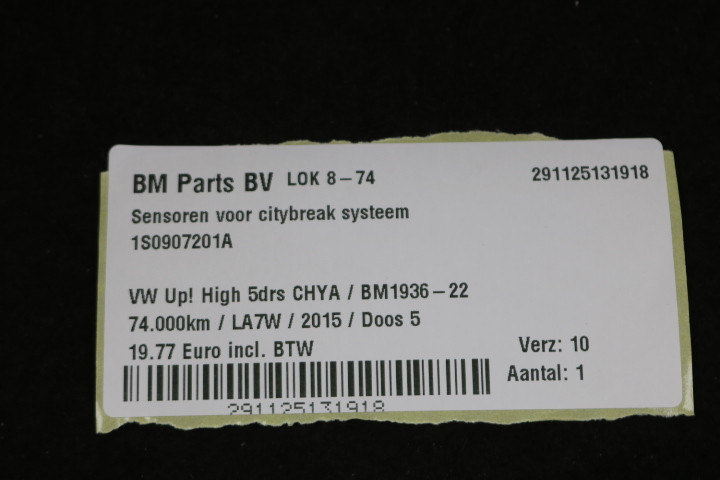 BM Parts BV LOK 8-74 291125131918
Sensoren voor citybreak systeem
1S0907201A
VW Up! High 5drs CHYA / BM1936-22
74.000km / LA7W / 2015 / Doos 5
19.77 Euro incl. BTW Verz: 10
Aantal: 1
291125131918